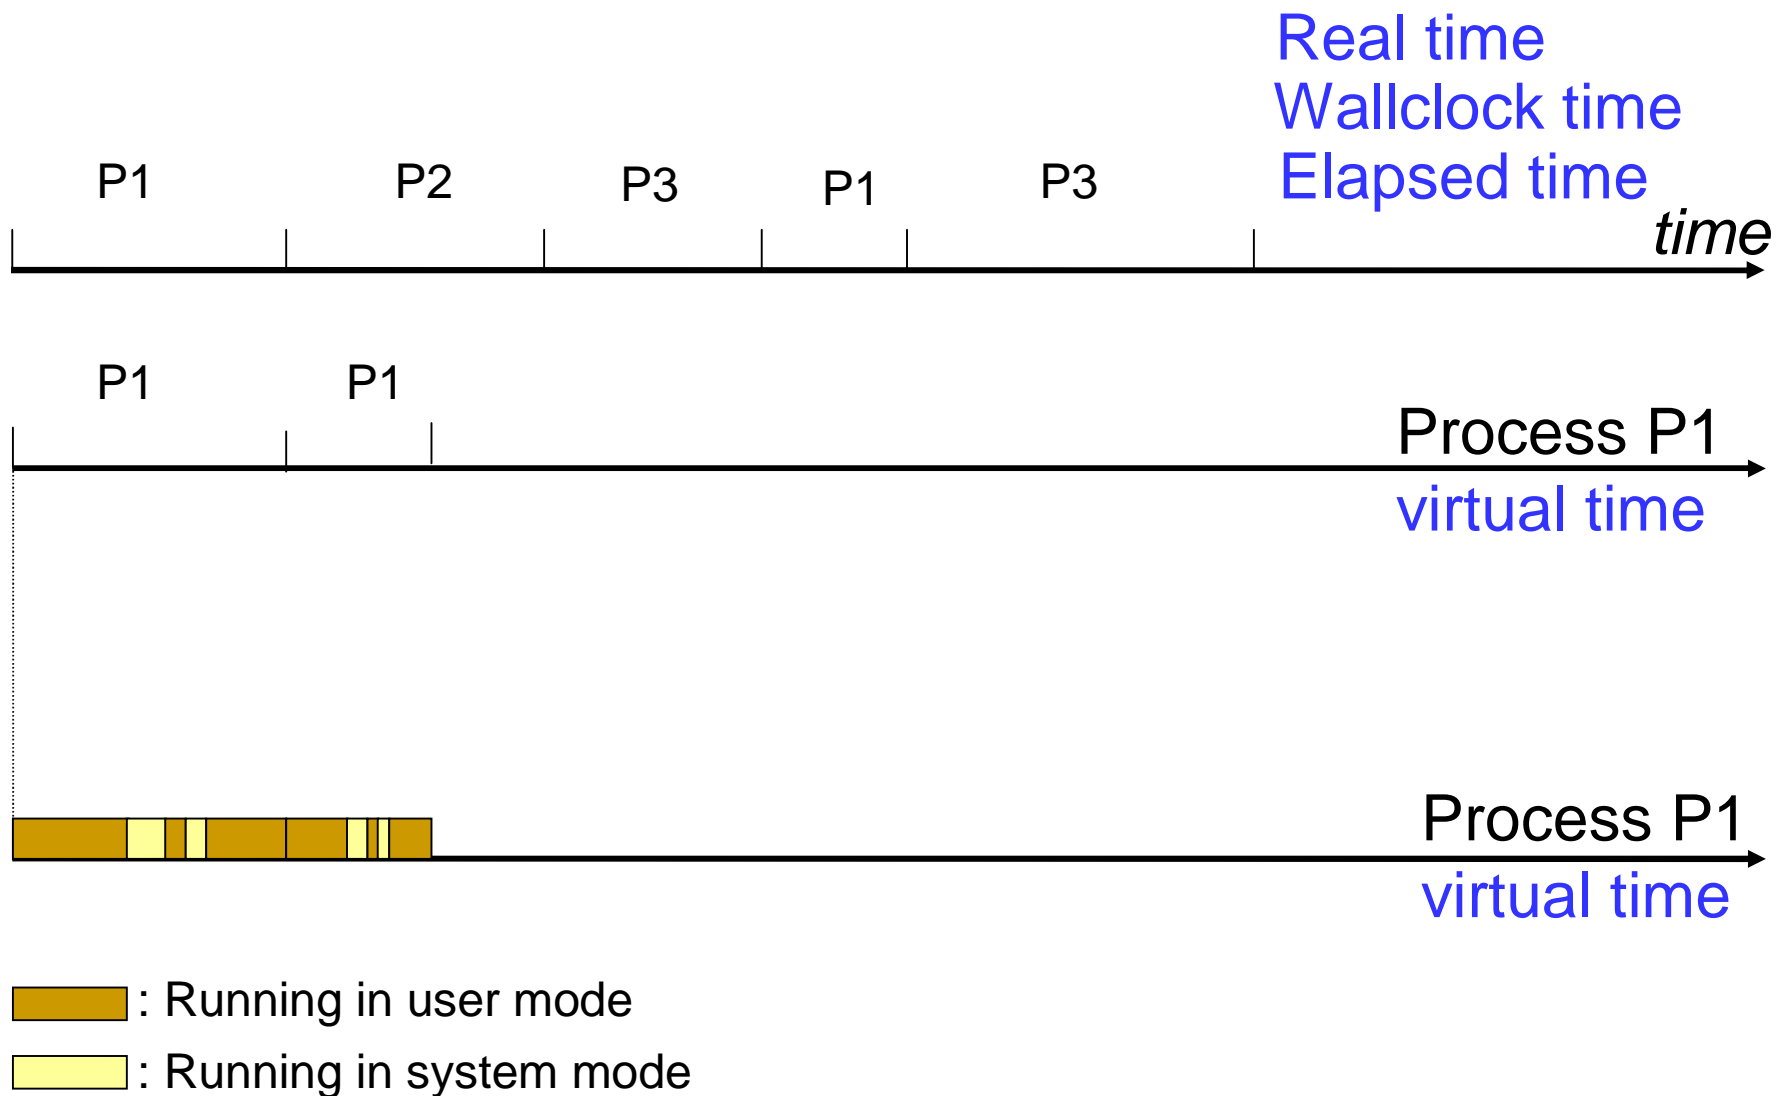 Real time
Wallclock time
Elapsed time
P1 P2 P3 P1 P3
time
P1 P1
Process P1
virtual time
Process P1
virtual time
: Running in user mode
: Running in system mode